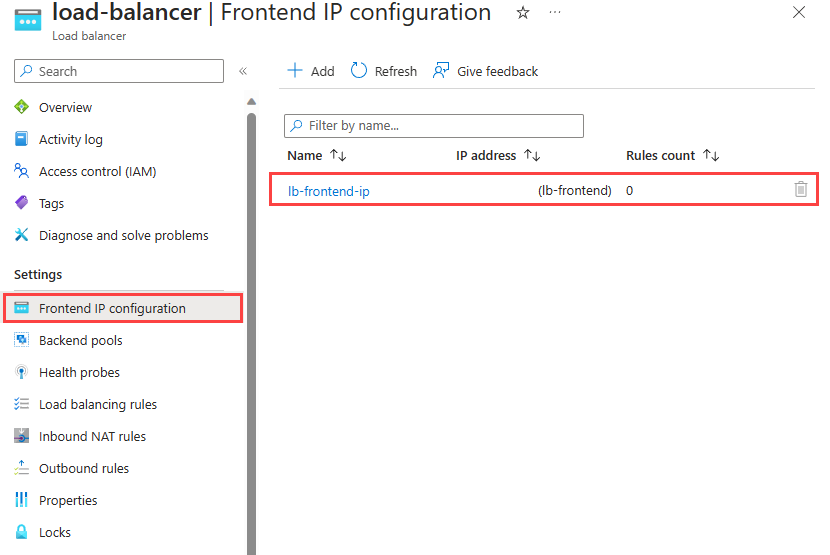 load-balancer | Frontend IP configuration ☆ ...
Load balancer
Search «
Add Refresh Give feedback
Overview
Activity log
Access control (IAM)
Tags
Diagnose and solve problems
Settings
Frontend IP configuration
Backend pools
Health probes
Load balancing rules
Inbound NAT rules
Outbound rules
Properties
Locks
Filter by name...
Name ↑↓ IP address ↑↓ Rules count ↑↓
lb-frontend-ip (lb-frontend) 0